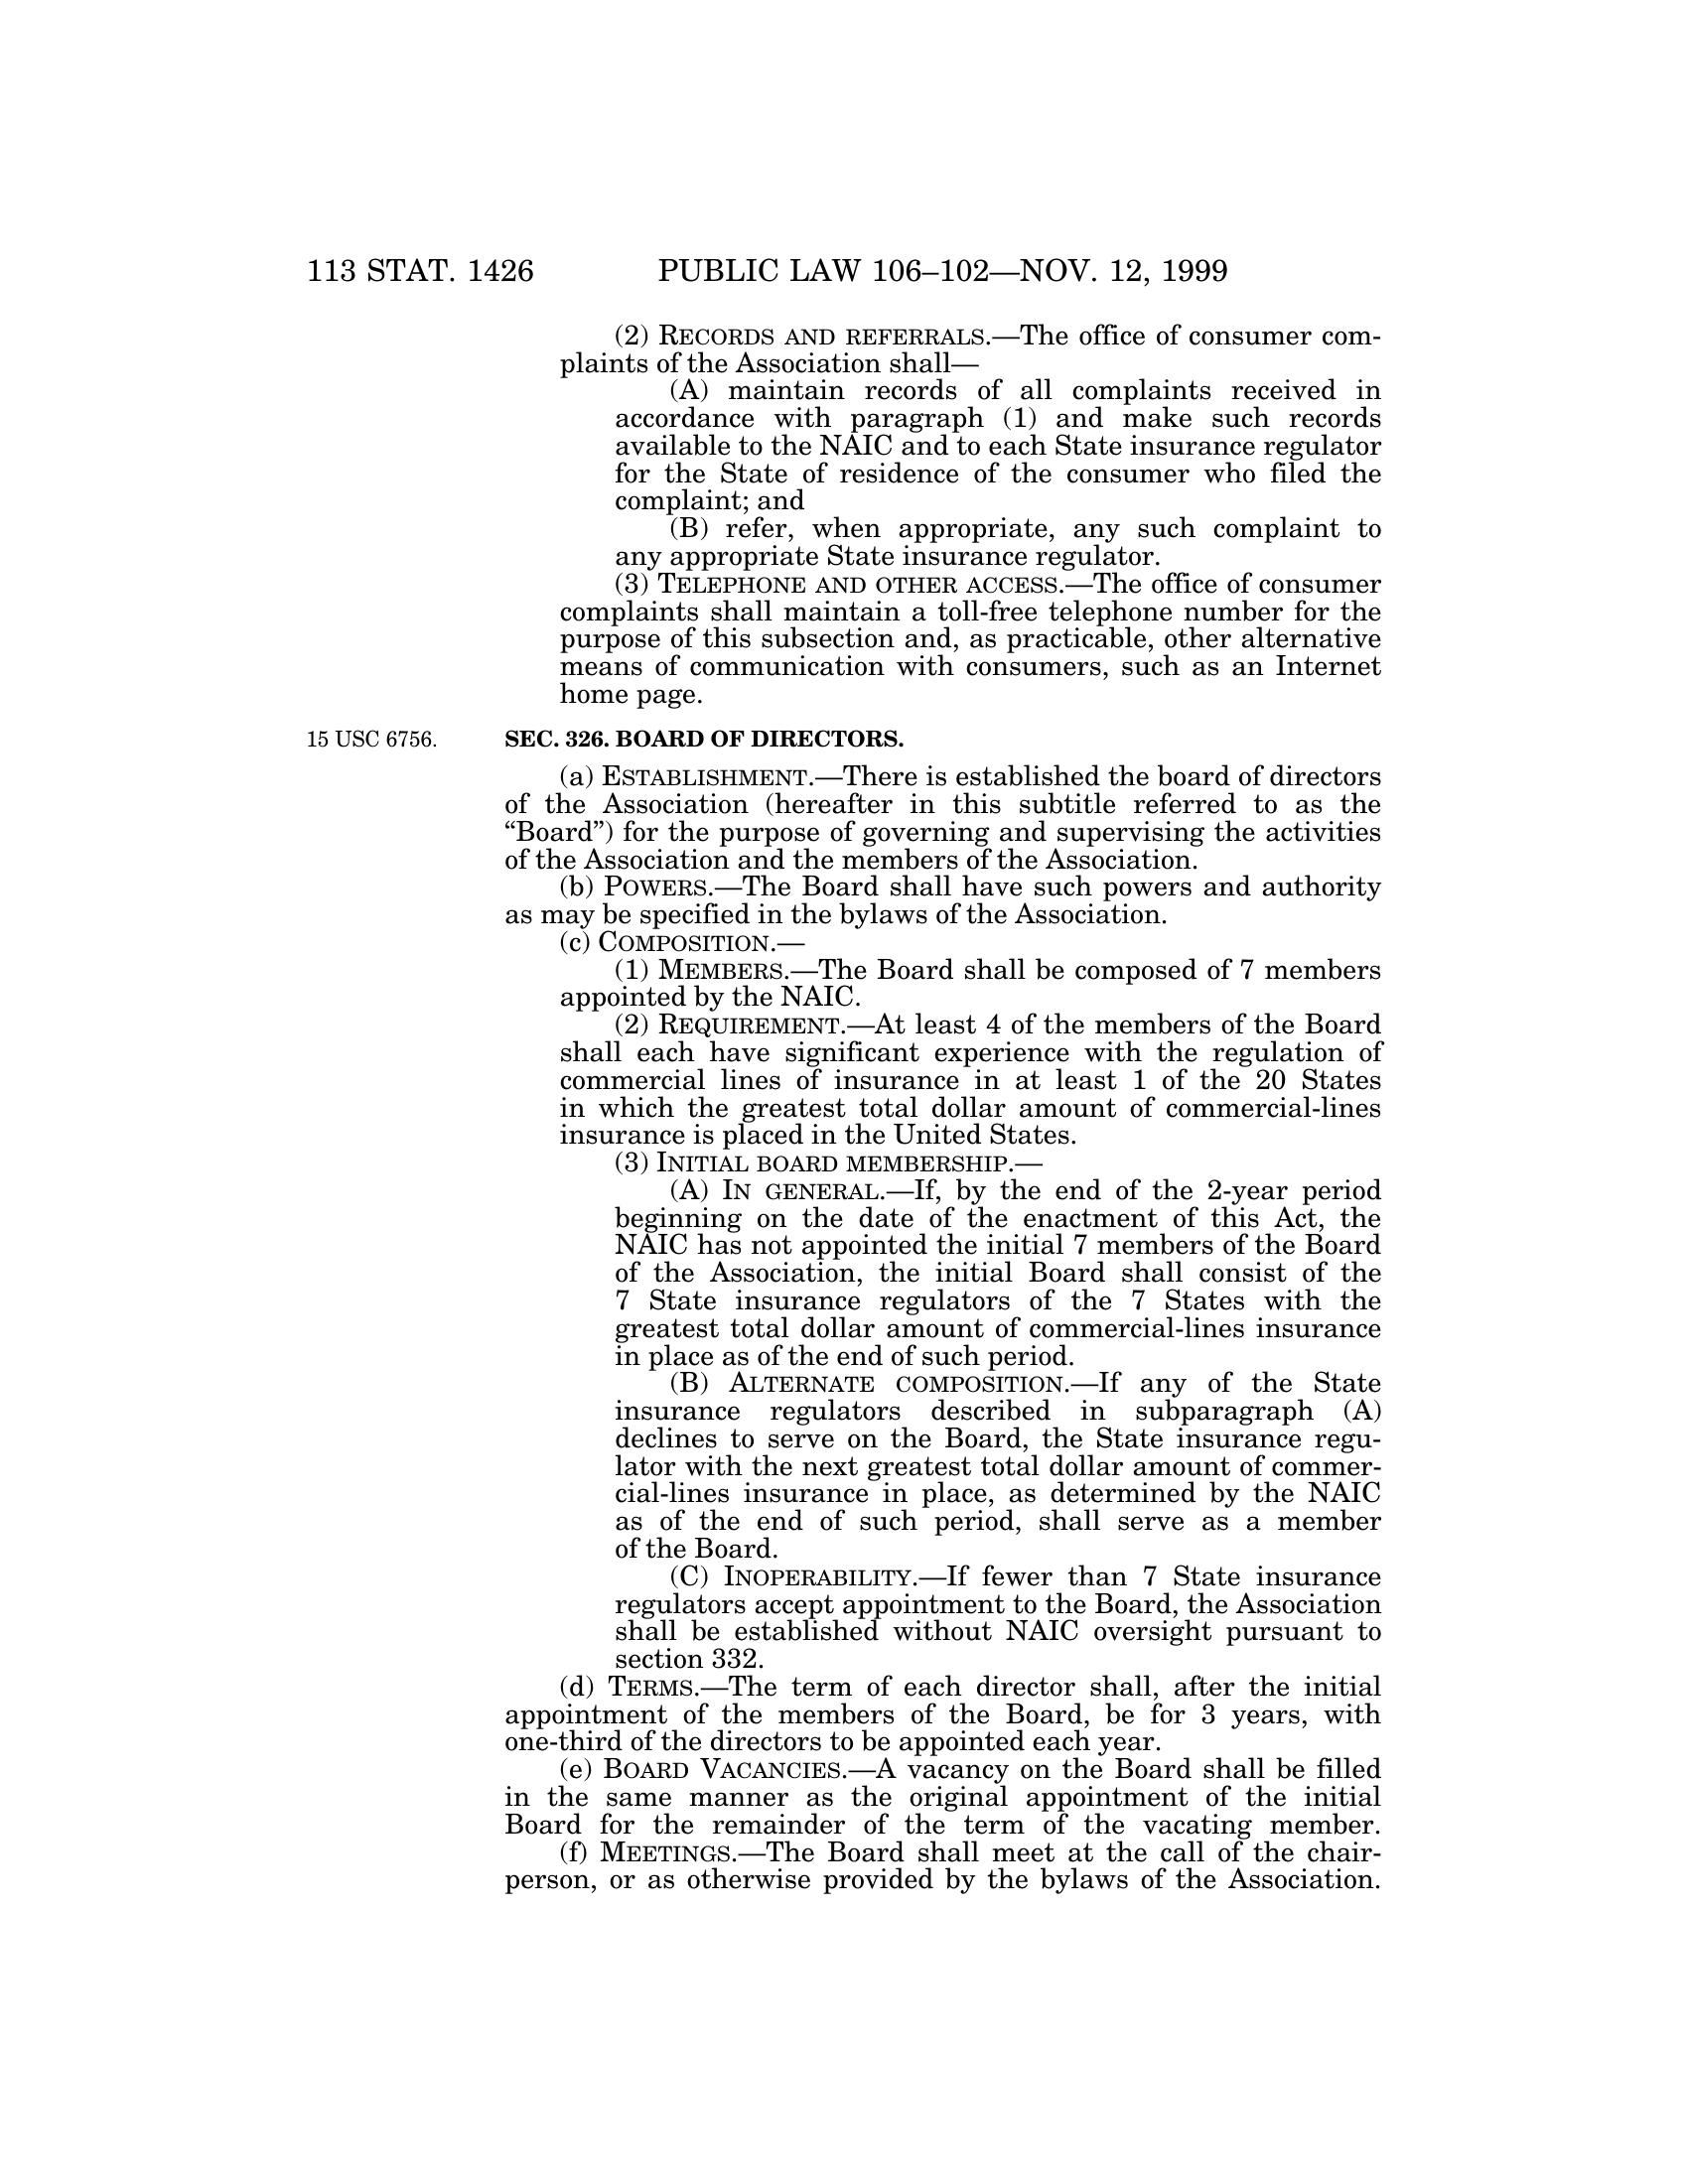 113 STAT. 1426 PUBLIC LAW 106–102—NOV. 12, 1999
(2) RECORDS AND REFERRALS.—The office of consumer com-
plaints of the Association shall—
(A) maintain records of all complaints received in
accordance with paragraph (1) and make such records
available to the NAIC and to each State insurance regulator
for the State of residence of the consumer who filed the
complaint; and
(B) refer, when appropriate, any such complaint to
any appropriate State insurance regulator.
(3) TELEPHONE AND OTHER ACCESS.—The office of consumer
complaints shall maintain a toll-free telephone number for the
purpose of this subsection and, as practicable, other alternative
means of communication with consumers, such as an Internet
home page.
15 USC 6756. SEC. 326. BOARD OF DIRECTORS.
(a) ESTABLISHMENT.—There is established the board of directors
of the Association (hereafter in this subtitle referred to as the
“Board”) for the purpose of governing and supervising the activities
of the Association and the members of the Association.
(b) POWERS.—The Board shall have such powers and authority
as may be specified in the bylaws of the Association.
(c) COMPOSITION.—
(1) MEMBERS.—The Board shall be composed of 7 members
appointed by the NAIC.
(2) REQUIREMENT.—At least 4 of the members of the Board
shall each have significant experience with the regulation of
commercial lines of insurance in at least 1 of the 20 States
in which the greatest total dollar amount of commercial-lines
insurance is placed in the United States.
(3) INITIAL BOARD MEMBERSHIP.—
(A) IN GENERAL.—If, by the end of the 2-year period
beginning on the date of the enactment of this Act, the
NAIC has not appointed the initial 7 members of the Board
of the Association, the initial Board shall consist of the
7 State insurance regulators of the 7 States with the
greatest total dollar amount of commercial-lines insurance
in place as of the end of such period.
(B) ALTERNATE COMPOSITION.—If any of the State
insurance regulators described in subparagraph (A)
declines to serve on the Board, the State insurance regu-
lator with the next greatest total dollar amount of commer-
cial-lines insurance in place, as determined by the NAIC
as of the end of such period, shall serve as a member
of the Board.
(C) INOPERABILITY.—If fewer than 7 State insurance
regulators accept appointment to the Board, the Association
shall be established without NAIC oversight pursuant to
section 332.
(d) TERMS.—The term of each director shall, after the initial
appointment of the members of the Board, be for 3 years, with
one-third of the directors to be appointed each year.
(e) BOARD VACANCIES.—A vacancy on the Board shall be filled
in the same manner as the original appointment of the initial
Board for the remainder of the term of the vacating member.
(f) MEETINGS.—The Board shall meet at the call of the chair-
person, or as otherwise provided by the bylaws of the Association.